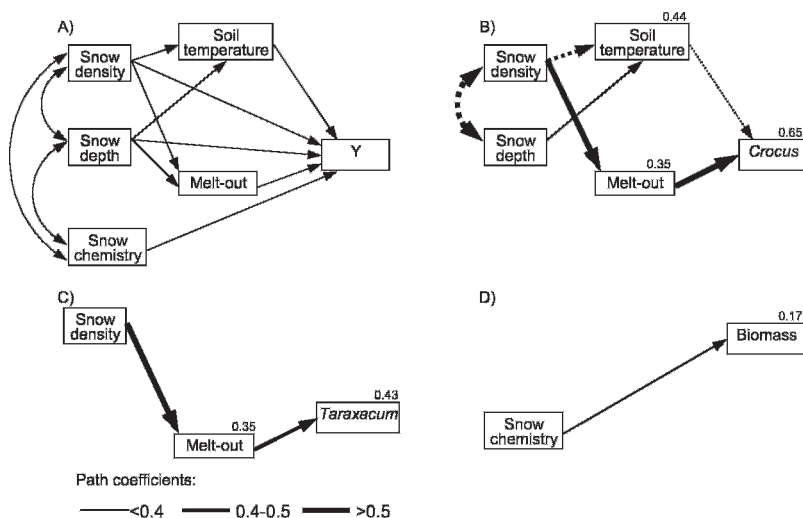 A)
Snow
density
Soil
temperature
Snow
depth
Y
Melt-out
Snow
chemistry
B)
0.44
Snow
density
Soil
temperature
Snow
depth
0.65
Crocus
0.35
Melt-out
C)
Snow
density
0.43
Taraxacum
0.35
Melt-out
D)
0.17
Biomass
Snow
chemistry
Path coefficients:
<0.4 0.4-0.5 >0.5